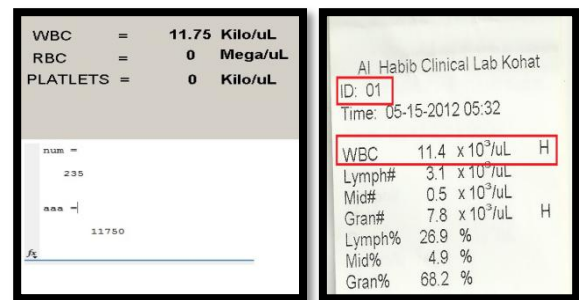 WBC = 11.75 Kilo/uL
RBC = 0 Mega/uL
PLATLETS = 0 Kilo/uL
num =
235
aaa =
11750
fx
Al Habib Clinical Lab Kohat
ID: 01
Time: 05-15-2012 05:32
WBC 11.4 x 10³/uL H
Lymph# 3.1 x 10³/uL
Mid# 0.5 x 10³/uL
Gran# 7.8 x 10³/uL H
Lymph% 26.9 %
Mid% 4.9 %
Gran% 68.2 %